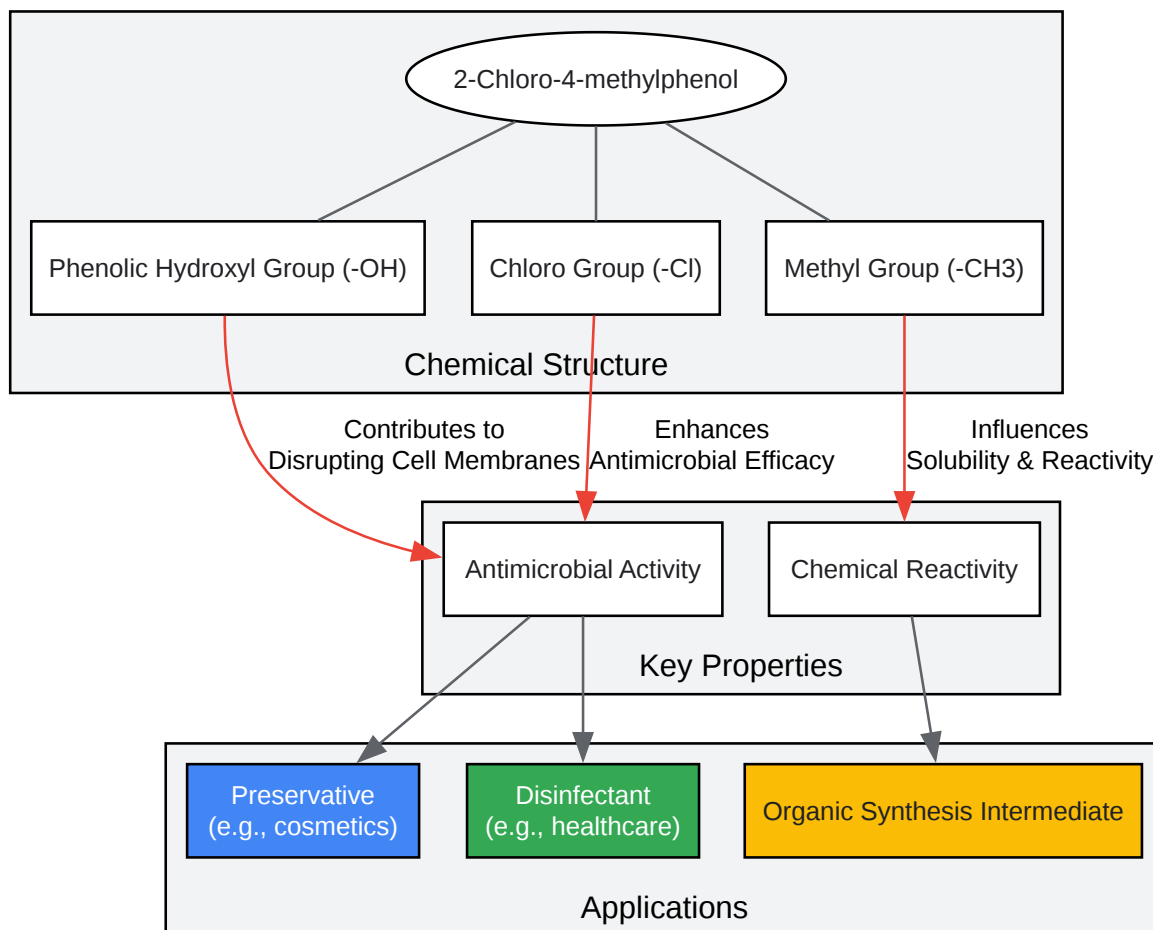 2-Chloro-4-methylphenol
Phenolic Hydroxyl Group (-OH)
Chloro Group (-Cl)
Methyl Group (-CH3)
Chemical Structure
Contributes to
Disrupting Cell Membranes
Enhances
Antimicrobial Efficacy
Influences
Solubility & Reactivity
Antimicrobial Activity
Chemical Reactivity
Key Properties
Preservative
(e.g., cosmetics)
Disinfectant
(e.g., healthcare)
Organic Synthesis Intermediate
Applications